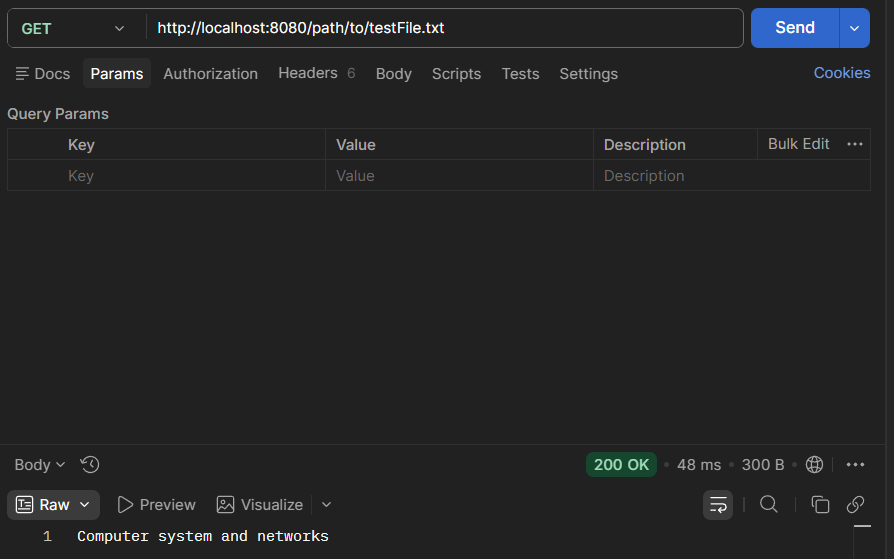 GET http://localhost:8080/path/to/testFile.txt Send
Docs Params Authorization Headers 6 Body Scripts Tests Settings Cookies
Query Params
Key Value Description Bulk Edit
Key Value Description
Body 200 OK 48 ms 300 B
Raw Preview Visualize
1 Computer system and networks